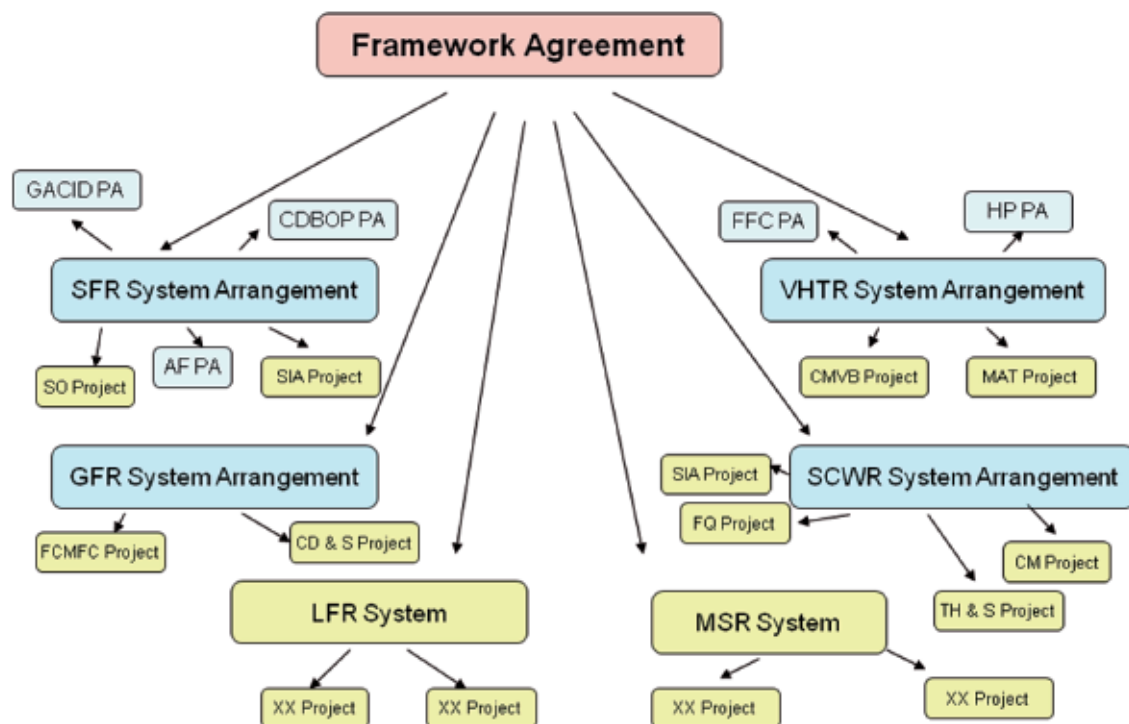 Framework Agreement
GACID PA
CDBOP PA
FFC PA
HP PA
SFR System Arrangement
VHTR System Arrangement
SO Project
AF PA
SIA Project
CMVB Project
MAT Project
GFR System Arrangement
SCWR System Arrangement
SIA Project
FQ Project
FCMFC Project
CD & S Project
CM Project
LFR System
MSR System
TH & S Project
XX Project
XX Project
XX Project
XX Project